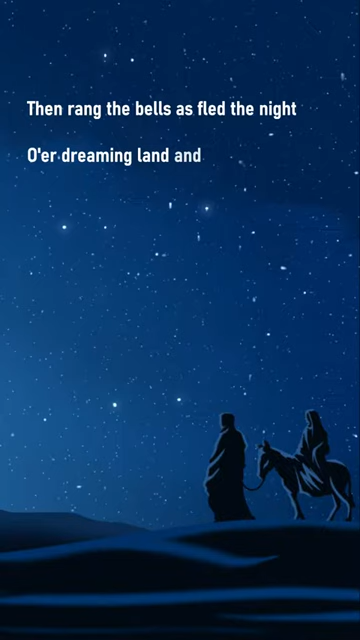 Then rang the bells as fled the night
O'er dreaming land and